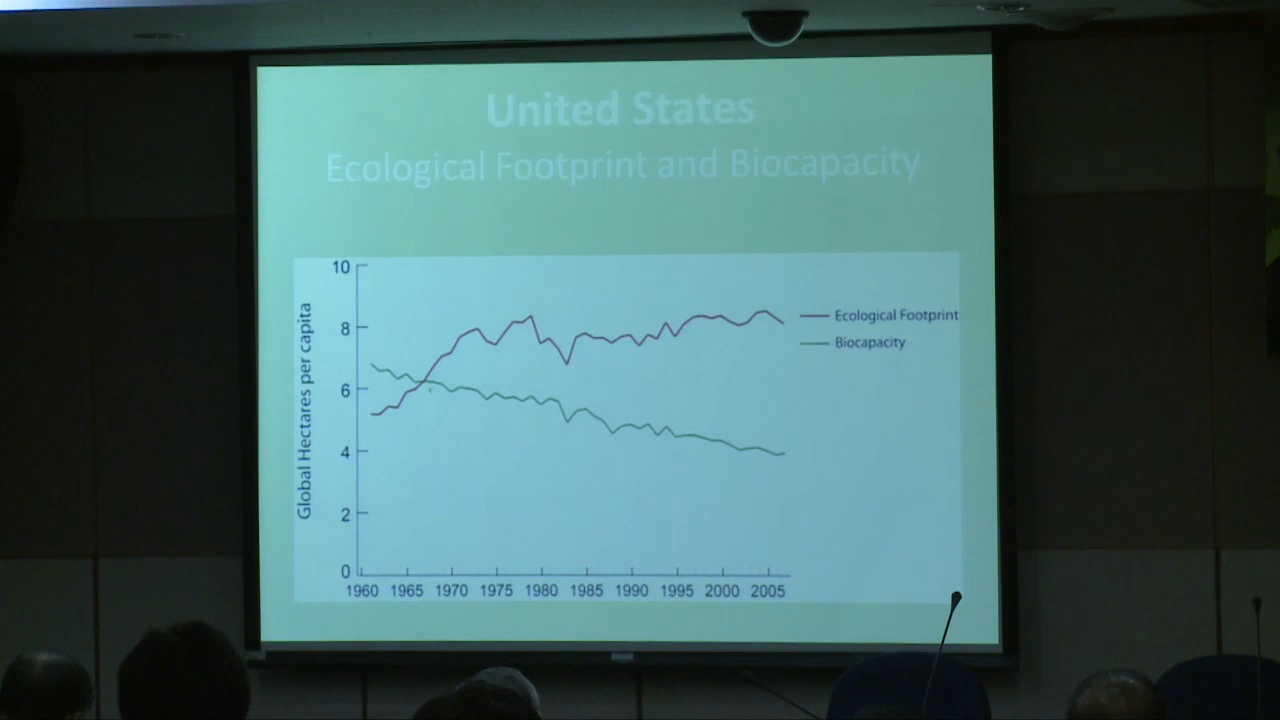 United States
Ecological Footprint and Biocapacity
Global Hectares per capita
10
8
6
4
2
0
1960 1965 1970 1975 1980 1985 1990 1995 2000 2005
Ecological Footprint
Biocapacity